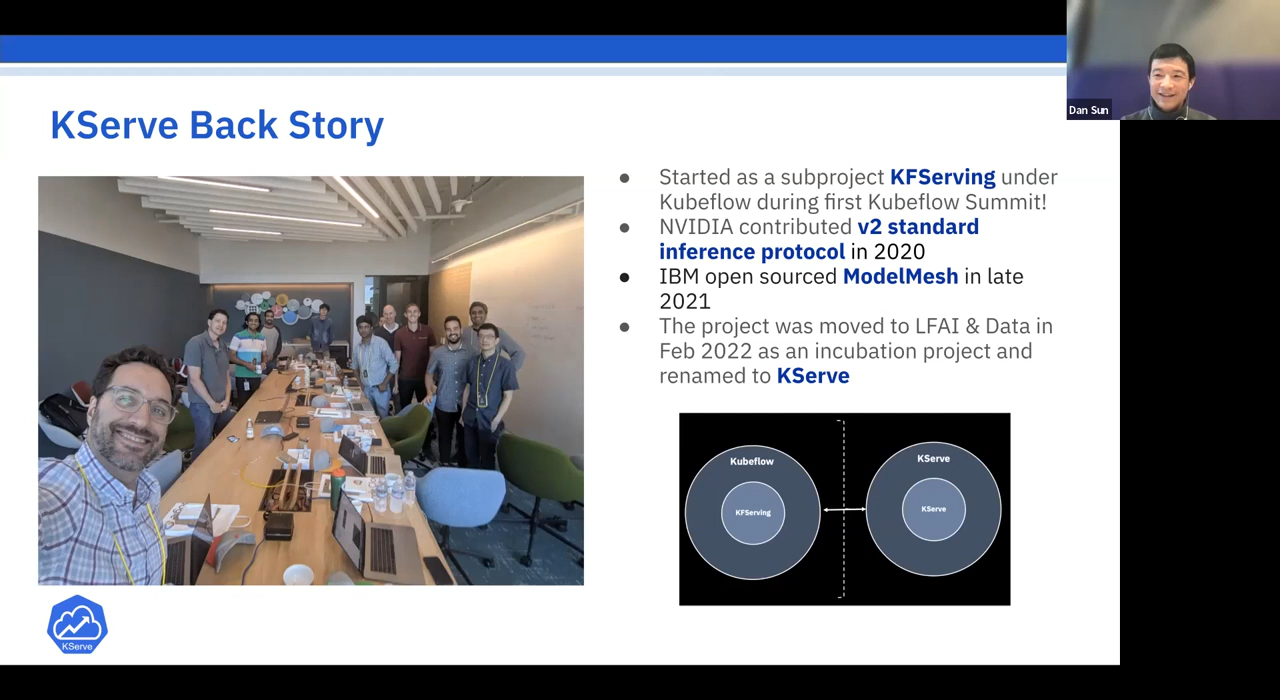 KServe Back Story
Started as a subproject KFServing under
Kubeflow during first Kubeflow Summit!
NVIDIA contributed v2 standard
inference protocol in 2020
IBM open sourced ModelMesh in late
2021
The project was moved to LFAI & Data in
Feb 2022 as an incubation project and
renamed to KServe
Kubeflow
KFServing
KServe
KServe
KServe
Dan Sun